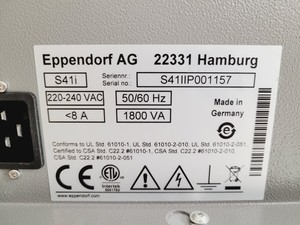 Eppendorf AG 22331 Hamburg
S41i Seriennr.: serial no.: S41IIP001157
220-240 VAC 50/60 Hz Made in
<8 A 1800 VA Germany
Conforms to UL Std. 61010-1, UL Std. 61010-2-010, UL Std. 61010-2-051.
Certified to CSA Std. C22.2 #61010-1, CSA Std. C22.2 #61010-2-010,
CSA Std. C22.2 #61010-2-051
ETL
Intertek
www.eppendorf.com